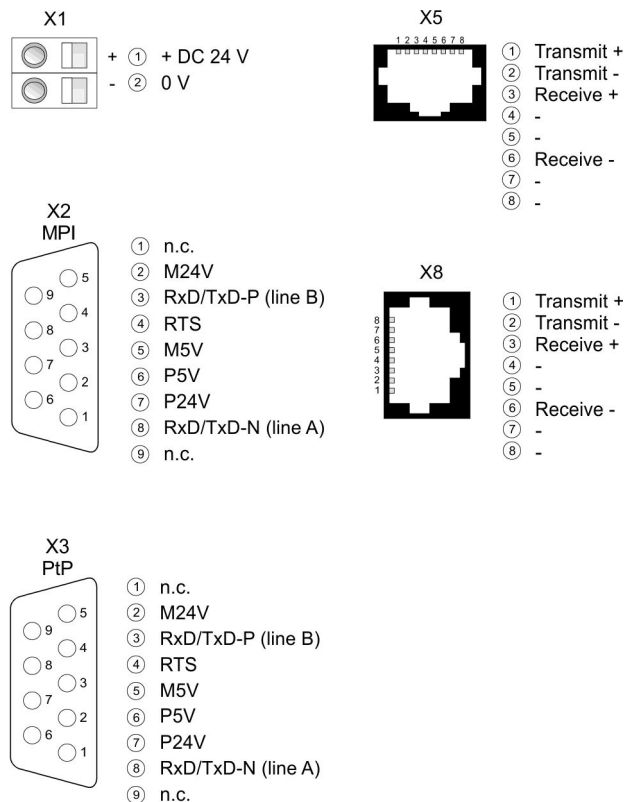 X1
+ ① + DC 24 V
- ② 0 V
X5
1 2 3 4 5 6 7 8
① Transmit +
② Transmit -
③ Receive +
④ -
⑤ -
⑥ Receive -
⑦ -
⑧ -
X2
MPI
5
9
4
8
3
7
2
6
1
① n.c.
② M24V
③ RxD/TxD-P (line B)
④ RTS
⑤ M5V
⑥ P5V
⑦ P24V
⑧ RxD/TxD-N (line A)
⑨ n.c.
X8
8
7
6
5
4
3
2
1
① Transmit +
② Transmit -
③ Receive +
④ -
⑤ -
⑥ Receive -
⑦ -
⑧ -
X3
PtP
5
9
4
8
3
7
2
6
1
① n.c.
② M24V
③ RxD/TxD-P (line B)
④ RTS
⑤ M5V
⑥ P5V
⑦ P24V
⑧ RxD/TxD-N (line A)
⑨ n.c.